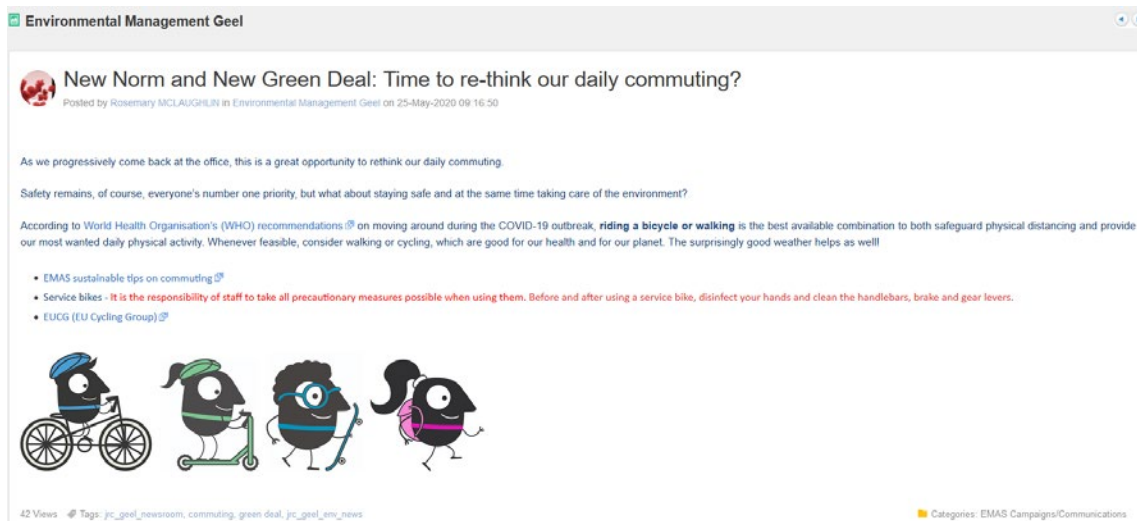 Environmental Management Geel
New Norm and New Green Deal: Time to re-think our daily commuting?
Posted by Rosemary MCLAUGHLIN in Environmental Management Geel on 25-May-2020 09:16:50
As we progressively come back at the office, this is a great opportunity to rethink our daily commuting.
Safety remains, of course, everyone's number one priority, but what about staying safe and at the same time taking care of the environment?
According to World Health Organisation's (WHO) recommendations on moving around during the COVID-19 outbreak, riding a bicycle or walking is the best available combination to both safeguard physical distancing and provide
our most wanted daily physical activity. Whenever feasible, consider walking or cycling, which are good for our health and for our planet. The surprisingly good weather helps as well!
• EMAS sustainable tips on commuting
• Service bikes - It is the responsibility of staff to take all precautionary measures possible when using them. Before and after using a service bike, disinfect your hands and clean the handlebars, brake and gear levers.
• EUCG (EU Cycling Group)
42 Views Tags: jrc_geel_newsroom, commuting, green deal, jrc_geel_env_news Categories: EMAS Campaigns/Communications